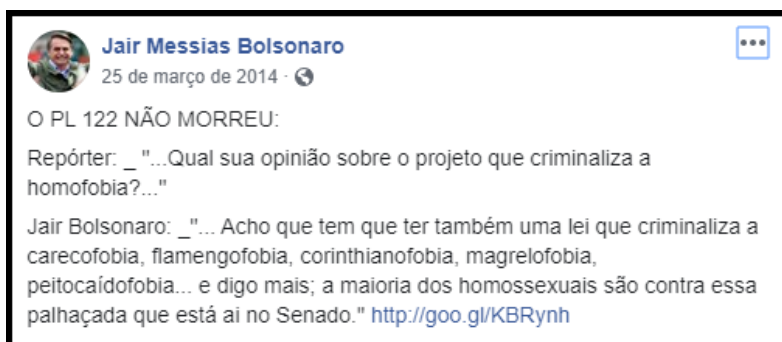 Jair Messias Bolsonaro
25 de março de 2014 ·
O PL 122 NÃO MORREU:
Repórter: _ "...Qual sua opinião sobre o projeto que criminaliza a
homofobia?..."
Jair Bolsonaro: _"... Acho que tem que ter também uma lei que criminaliza a
carecofobia, flamengofobia, corinthianofobia, magrelofobia,
peitocaídofobia... e digo mais; a maioria dos homossexuais são contra essa
palhaçada que está ai no Senado." http://goo.gl/KBRynh